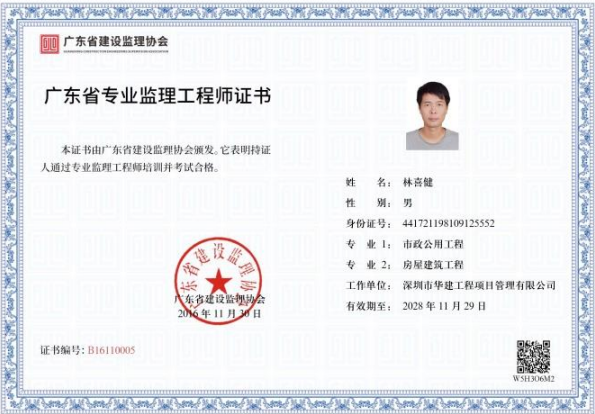 广东省建设监理协会
广东省专业监理工程师证书
本证书由广东省建设监理协会颁发。它表明持证
人通过专业监理工程师培训并考试合格。
姓 名： 林喜健
性 别： 男
身份证号： 441721198109125552
专 业 1： 市政公用工程
专 业 2： 房屋建筑工程
工作单位： 深圳市华建工程项目管理有限公司
有效期至： 2028 年 11 月 29 日
广东省建设监理协会
广东省建设监理协会
2016 年 11 月 30 日
证书编号： B16110005
W5H3O6M2